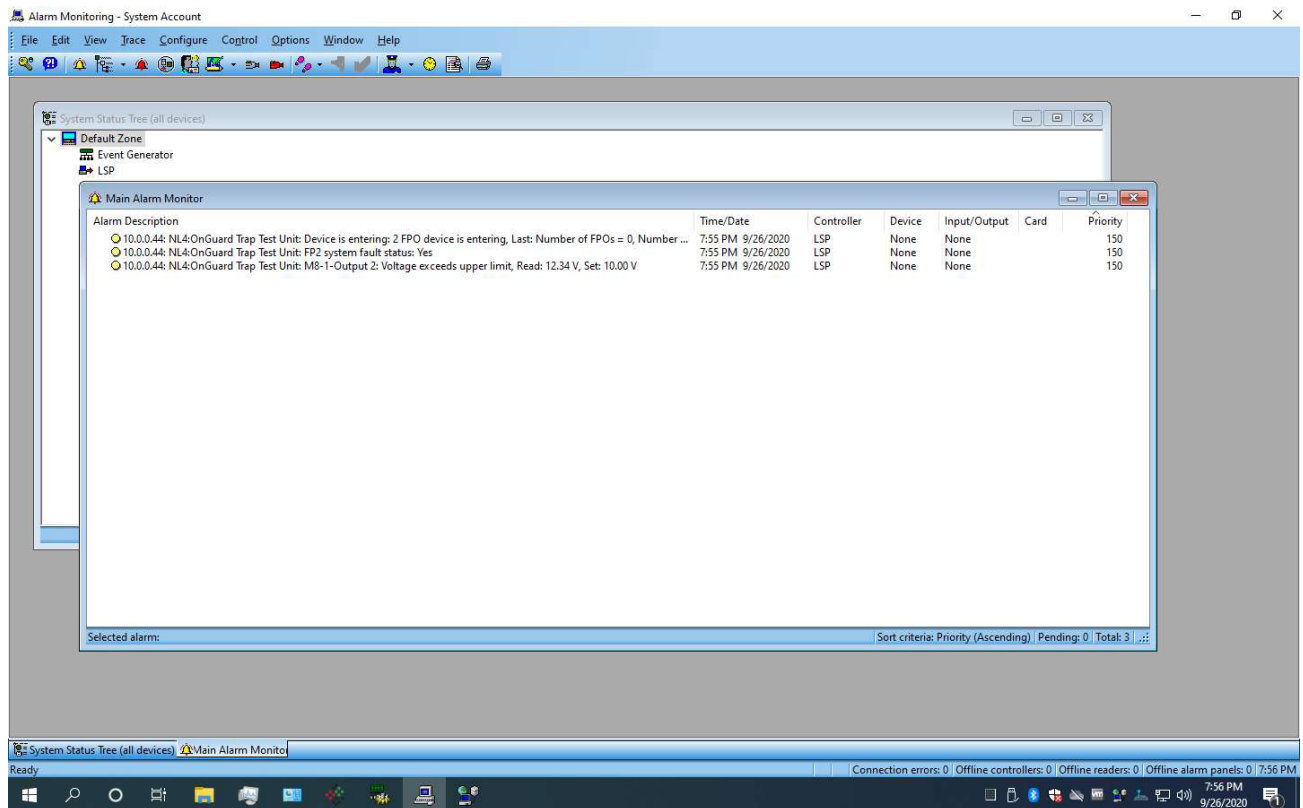 Alarm Monitoring - System Account
File Edit View Trace Configure Control Options Window Help
System Status Tree (all devices)
Default Zone
Event Generator
LSP
Main Alarm Monitor
Alarm Description Time/Date Controller Device Input/Output Card Priority
10.0.0.44: NL4:OnGuard Trap Test Unit: Device is entering: 2 FPO device is entering, Last: Number of FPOs = 0, Number ... 7:55 PM 9/26/2020 LSP None None 150
10.0.0.44: NL4:OnGuard Trap Test Unit: FP2 system fault status: Yes 7:55 PM 9/26/2020 LSP None None 150
10.0.0.44: NL4:OnGuard Trap Test Unit: M8-1-Output 2: Voltage exceeds upper limit, Read: 12.34 V, Set: 10.00 V 7:55 PM 9/26/2020 LSP None None 150
Selected alarm: Sort criteria: Priority (Ascending) Pending: 0 Total: 3
System Status Tree (all devices) Main Alarm Monitor
Ready Connection errors: 0 Offline controllers: 0 Offline readers: 0 Offline alarm panels: 0 7:56 PM
7:56 PM
9/26/2020